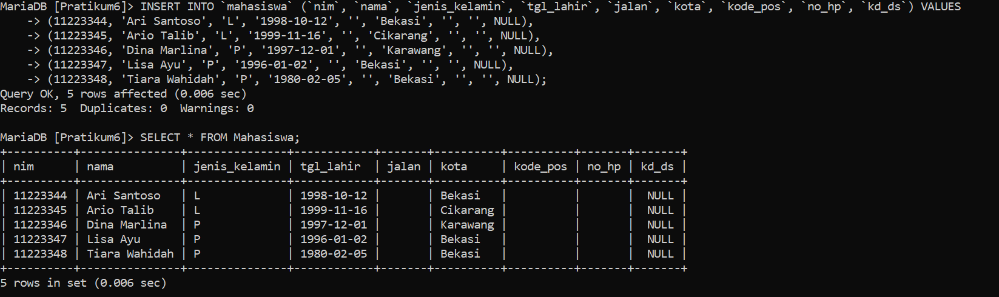 MariaDB [Pratikum6]> INSERT INTO `mahasiswa` (`nim`, `nama`, `jenis_kelamin`, `tgl_lahir`, `jalan`, `kota`, `kode_pos`, `no_hp`, `kd_ds`) VALUES
    -> (11223344, 'Ari Santoso', 'L', '1998-10-12', '', 'Bekasi', '', '', NULL),
    -> (11223345, 'Ario Talib', 'L', '1999-11-16', '', 'Cikarang', '', '', NULL),
    -> (11223346, 'Dina Marlina', 'P', '1997-12-01', '', 'Karawang', '', '', NULL),
    -> (11223347, 'Lisa Ayu', 'P', '1996-01-02', '', 'Bekasi', '', '', NULL),
    -> (11223348, 'Tiara Wahidah', 'P', '1980-02-05', '', 'Bekasi', '', '', NULL);
Query OK, 5 rows affected (0.006 sec)
Records: 5  Duplicates: 0  Warnings: 0

MariaDB [Pratikum6]> SELECT * FROM Mahasiswa;
+----------+---------------+---------------+------------+-------+----------+----------+-------+-------+
| nim      | nama          | jenis_kelamin | tgl_lahir  | jalan | kota     | kode_pos | no_hp | kd_ds |
+----------+---------------+---------------+------------+-------+----------+----------+-------+-------+
| 11223344 | Ari Santoso   | L             | 1998-10-12 |       | Bekasi   |          |       |  NULL |
| 11223345 | Ario Talib    | L             | 1999-11-16 |       | Cikarang |          |       |  NULL |
| 11223346 | Dina Marlina  | P             | 1997-12-01 |       | Karawang |          |       |  NULL |
| 11223347 | Lisa Ayu      | P             | 1996-01-02 |       | Bekasi   |          |       |  NULL |
| 11223348 | Tiara Wahidah | P             | 1980-02-05 |       | Bekasi   |          |       |  NULL |
+----------+---------------+---------------+------------+-------+----------+----------+-------+-------+
5 rows in set (0.006 sec)